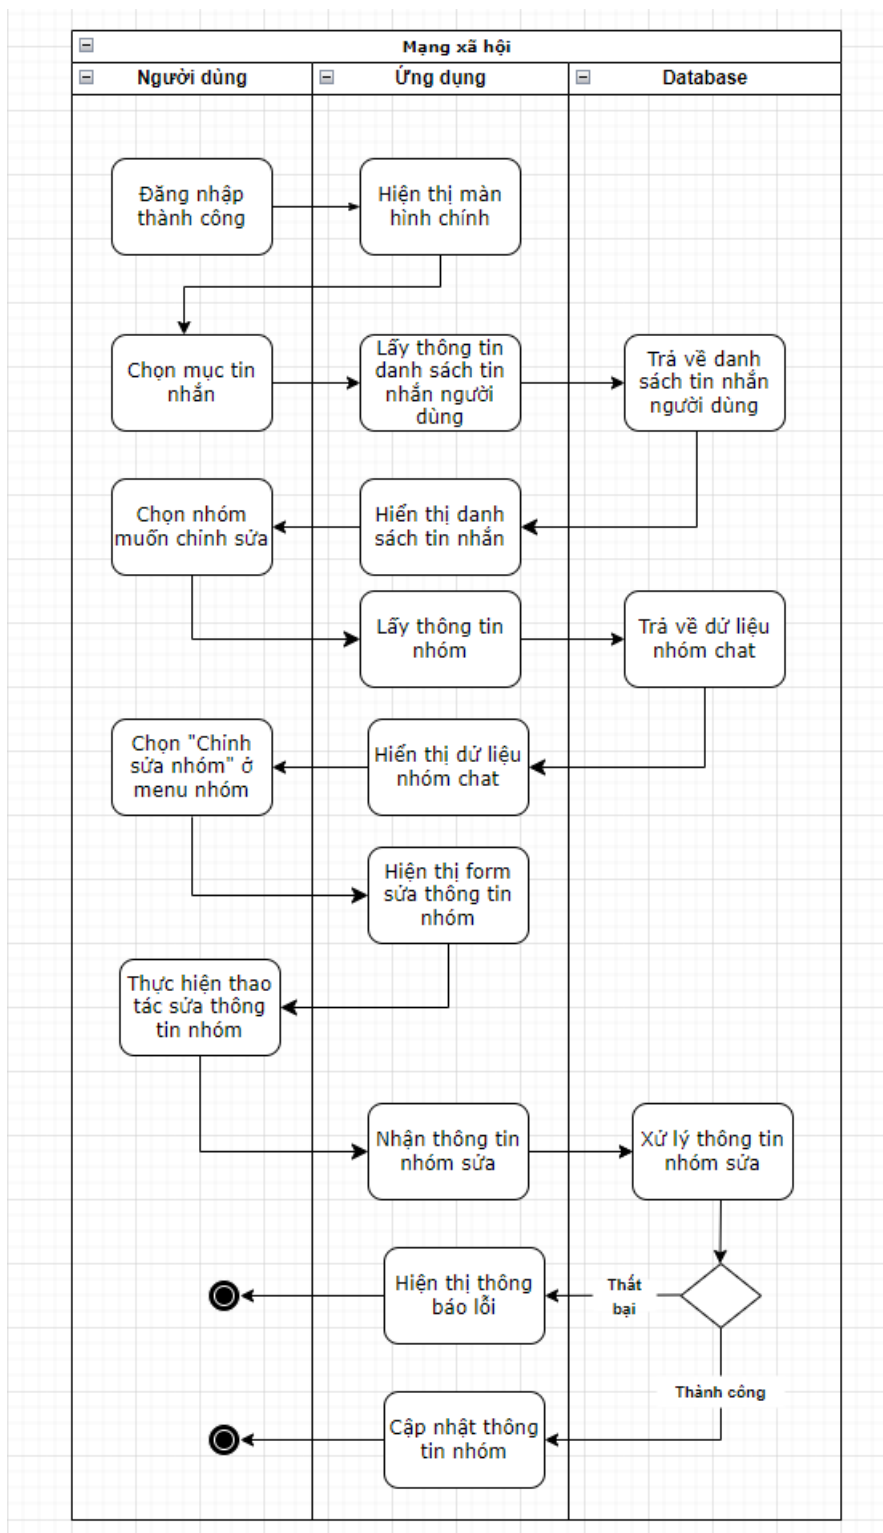 Mạng xã hội
Người dùng
Ứng dụng
Database
Đăng nhập
thành công
Hiện thị màn
hình chính
Chọn mục tin
nhắn
Lấy thông tin
danh sách tin
nhắn người
dùng
Trả về danh
sách tin nhắn
người dùng
Chọn nhóm
muốn chỉnh sửa
Hiển thị danh
sách tin nhắn
Lấy thông tin
nhóm
Trả về dữ liệu
nhóm chat
Chọn "Chỉnh
sửa nhóm" ở
menu nhóm
Hiển thị dữ liệu
nhóm chat
Hiện thị form
sửa thông tin
nhóm
Thực hiện thao
tác sửa thông
tin nhóm
Nhận thông tin
nhóm sửa
Xử lý thông tin
nhóm sửa
Hiện thị thông
báo lỗi
Thất
bại
Thành công
Cập nhật thông
tin nhóm